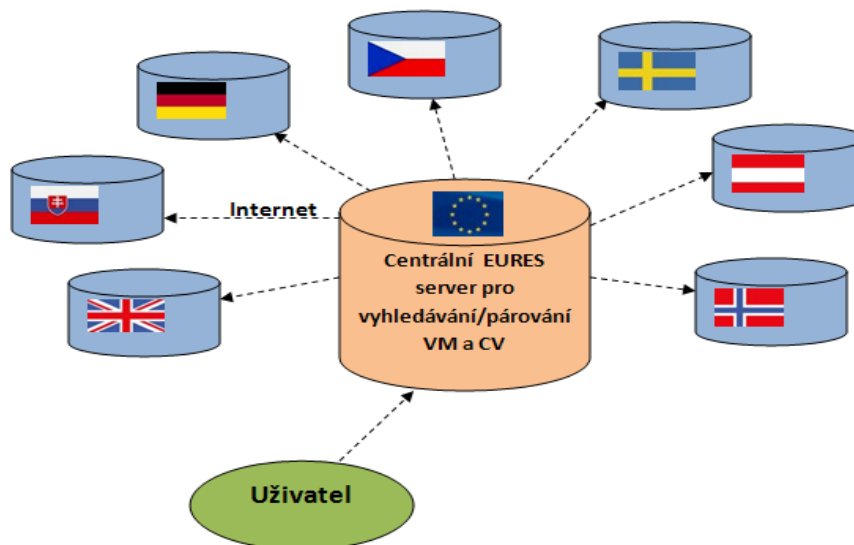 Internet
Centrální EURES
server pro
vyhledávání/párování
VM a CV
Uživatel